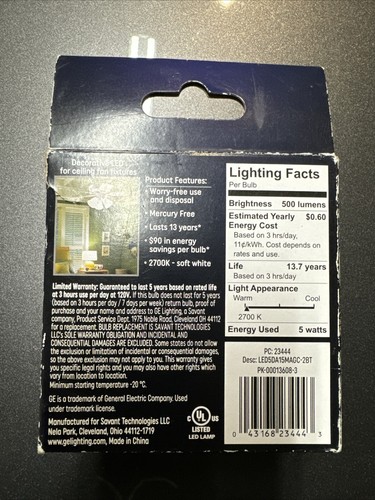 Decorative LED
for ceiling fan fixtures
Product Features:
• Worry-free use
and disposal
• Mercury Free
• Lasts 13 years*
• $90 in energy
savings per bulb*
• 2700K - soft white
Limited Warranty: Guaranteed to last 5 years based on rated life
at 3 hours use per day at 120V. If this bulb does not last for 5 years
(based on 3 hours per day / 7 days per week) return bulb, proof of
purchase and your name and address to GE Lighting, a Savant
company, Product Service Dept. 1975 Noble Road, Cleveland OH 44112
for a replacement. BULB REPLACEMENT IS SAVANT TECHNOLOGIES
LLC's SOLE WARRANTY OBLIGATION AND INCIDENTAL AND
CONSEQUENTIAL DAMAGES ARE EXCLUDED. Some states do not allow
the exclusion or limitation of incidental or consequential damages,
so the above exclusion may not apply to you. This warranty gives
you specific legal rights and you may also have other rights which
vary from location to location.
Minimum starting temperature -20 °C.
GE is a trademark of General Electric Company. Used
under trademark license.
Manufactured for Savant Technologies LLC
Nela Park, Cleveland, Ohio 44112-1719
www.gelighting.com, Made in China
c UL US
LISTED
LED LAMP
Lighting Facts
Per Bulb
Brightness 500 lumens
Estimated Yearly $0.60
Energy Cost
Based on 3 hrs/day,
11¢/kWh. Cost depends on
rates and use.
Life 13.7 years
Based on 3 hrs/day
Light Appearance
Warm Cool
2700 K
Energy Used 5 watts
PC: 23444
Desc: LED5DA15MAGC-2BT
PK-00013608-3
0 43168 23444 3